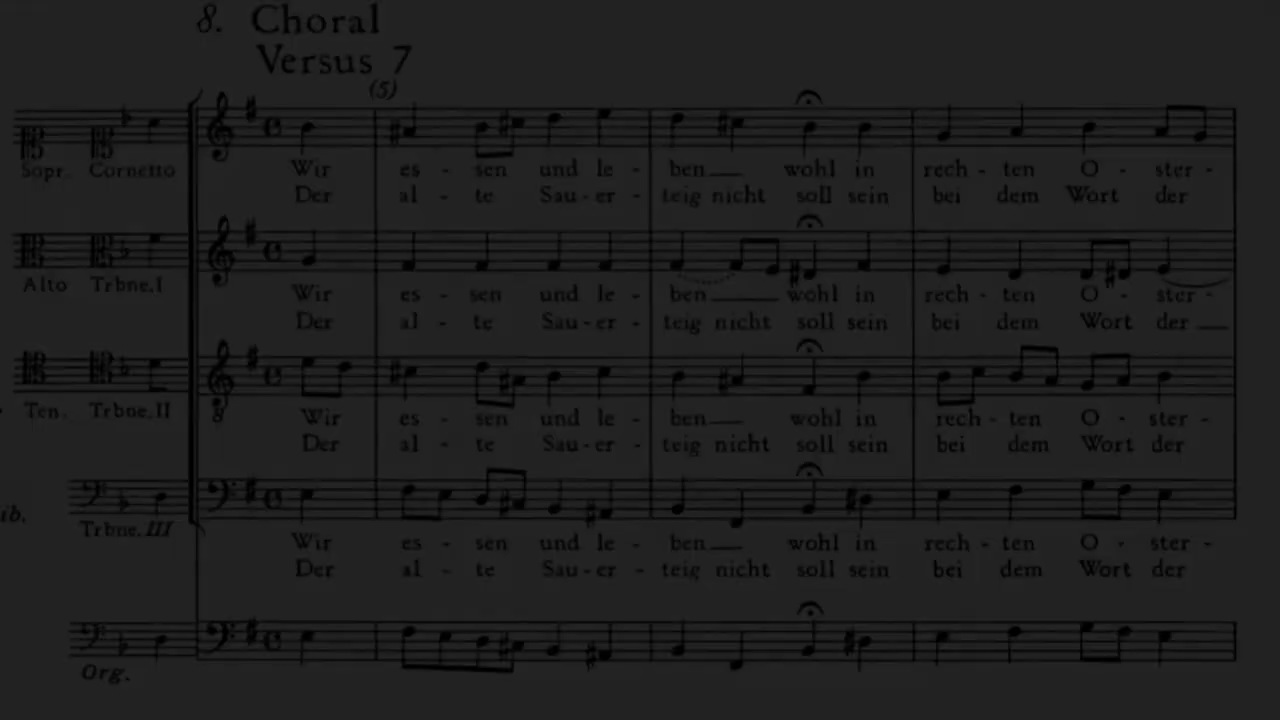 8. Choral
Versus 7
(5)
Sopr. Cornetto
Wir es - sen und le - ben wohl in rech - ten O - ster -
Der al - te Sau - er - teig nicht soll sein bei dem Wort der
Alto Trbne.I
Wir es - sen und le - ben wohl in rech - ten O - ster -
Der al - te Sau - er - teig nicht soll sein bei dem Wort der
Ten. Trbne.II
8
Wir es - sen und le - ben wohl in rech - ten O - ster -
Der al - te Sau - er - teig nicht soll sein bei dem Wort der
ib.
Trbne.III
Wir es - sen und le - ben wohl in rech - ten O - ster -
Der al - te Sau - er - teig nicht soll sein bei dem Wort der
Org.